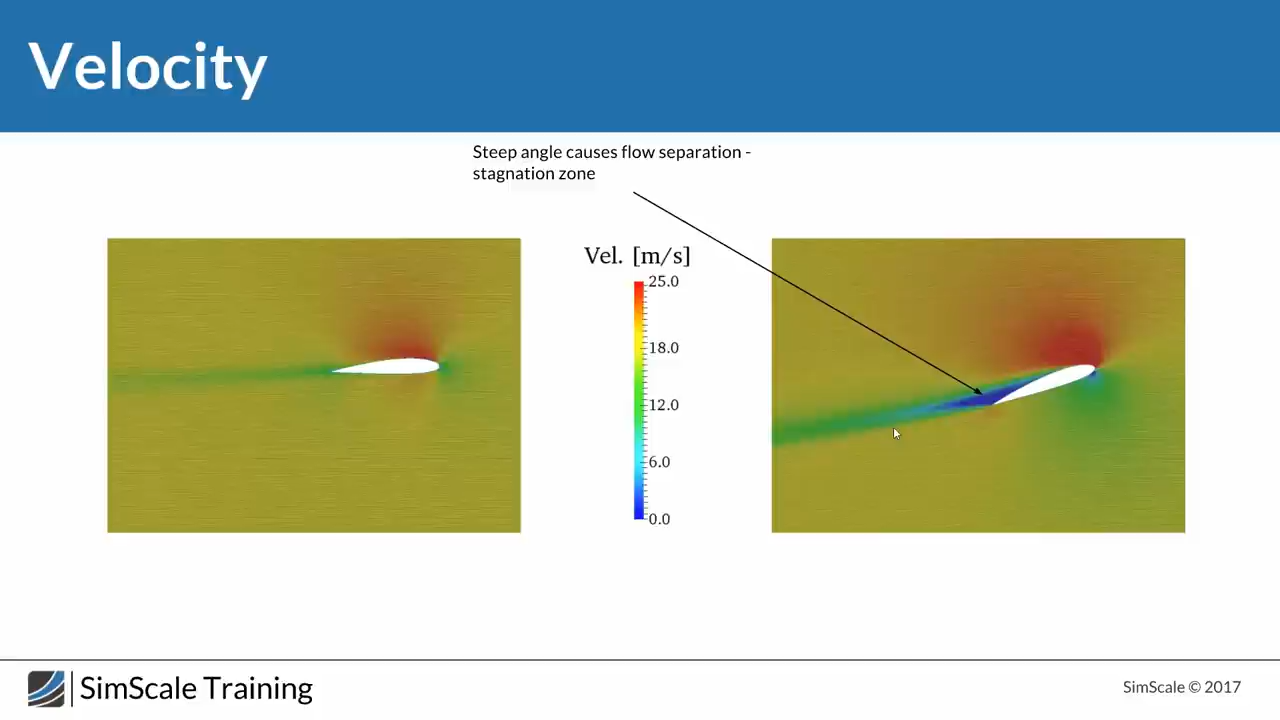 Velocity
Steep angle causes flow separation -
stagnation zone
Vel. [m/s]
25.0
18.0
12.0
6.0
0.0
SimScale Training
SimScale © 2017